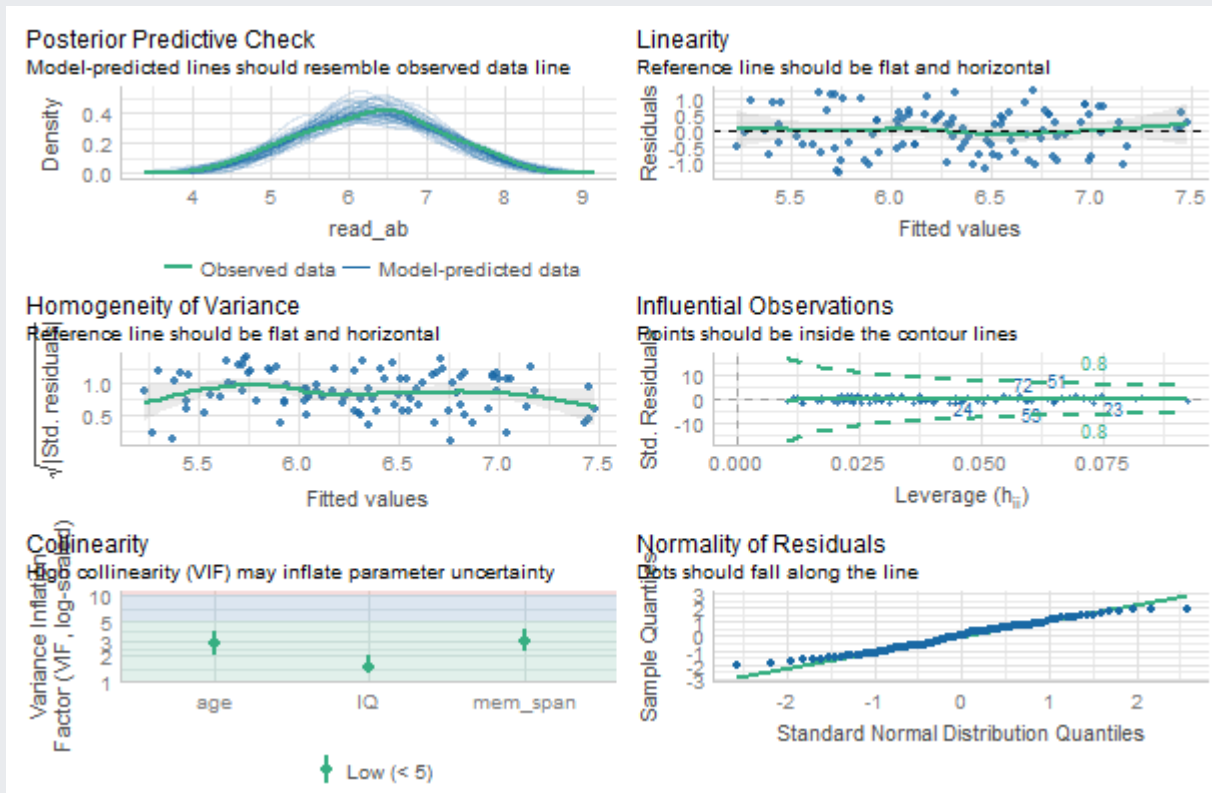 Posterior Predictive Check
Model-predicted lines should resemble observed data line
Density
0.4
0.2
0.0
4 5 6 7 8 9
read_ab
Observed data Model-predicted data
Linearity
Reference line should be flat and horizontal
Residuals
1.0
0.5
0.0
-0.5
-1.0
5.5 6.0 6.5 7.0 7.5
Fitted values
Homogeneity of Variance
Reference line should be flat and horizontal
√|Std. residuals|
1.0
0.5
5.5 6.0 6.5 7.0 7.5
Fitted values
Influential Observations
Points should be inside the contour lines
Std. Residuals
10
0
-10
0.8
72 51
24 53 23
0.8
0.000 0.025 0.050 0.075
Leverage (hii)
Collinearity
High collinearity (VIF) may inflate parameter uncertainty
Variance Inflation
Factor (VIF, log-scaled)
10
5
3
2
1
age IQ mem_span
Low (< 5)
Normality of Residuals
Dots should fall along the line
Sample Quantiles
3
2
1
0
-1
-2
-3
-2 -1 0 1 2
Standard Normal Distribution Quantiles